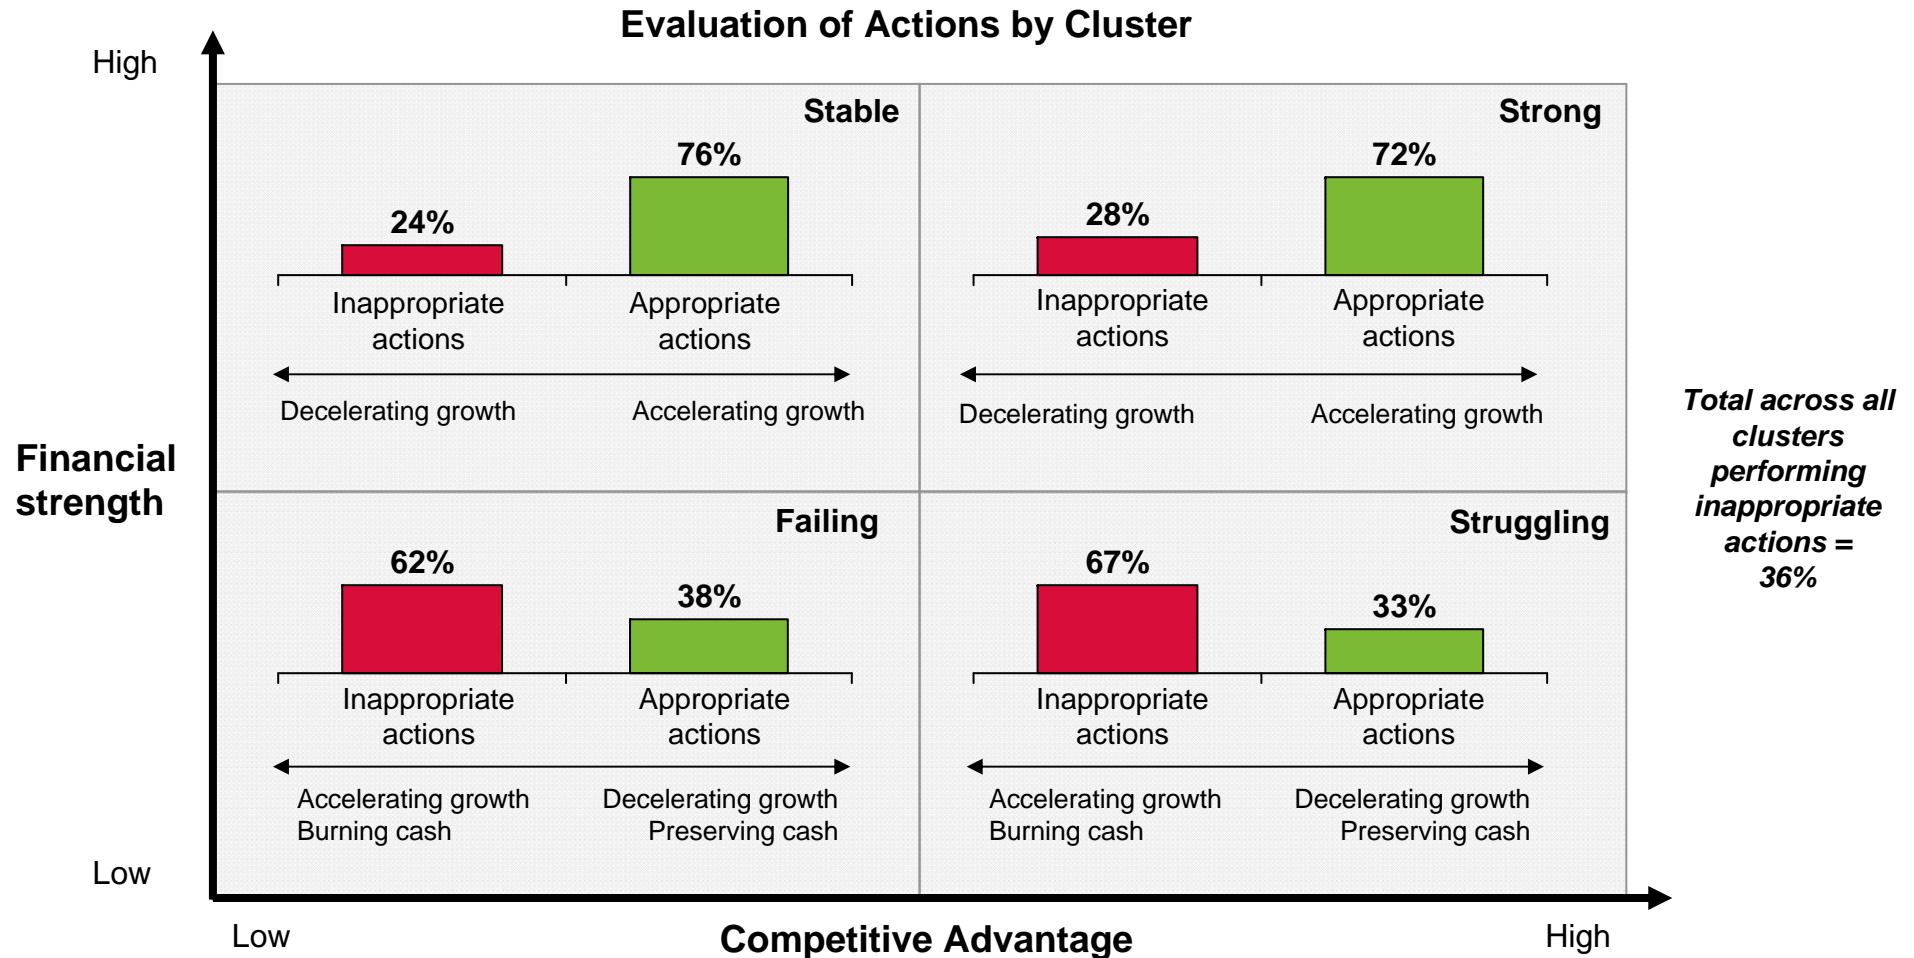 Evaluation of Actions by Cluster
High
Stable
76%
24%
Inappropriate
actions
Appropriate
actions
Decelerating growth
Accelerating growth
Strong
72%
28%
Inappropriate
actions
Appropriate
actions
Decelerating growth
Accelerating growth
Financial
strength
Failing
62%
38%
Inappropriate
actions
Appropriate
actions
Accelerating growth
Burning cash
Decelerating growth
Preserving cash
Struggling
67%
33%
Inappropriate
actions
Appropriate
actions
Accelerating growth
Burning cash
Decelerating growth
Preserving cash
Total across all
clusters
performing
inappropriate
actions =
36%
Low
Low
Competitive Advantage
High